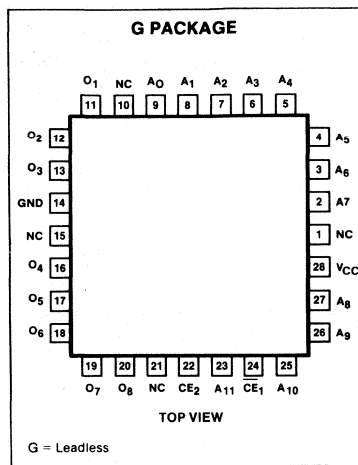 G PACKAGE
O1 NC A0 A1 A2 A3 A4
11 10 9 8 7 6 5
O2 12
O3 13
GND 14
NC 15
O4 16
O5 17
O6 18
4 A5
3 A6
2 A7
1 NC
28 VCC
27 A8
26 A9
19 20 21 22 23 24 25
O7 O8 NC CE2 A11 C̅E̅1 A10
TOP VIEW
G = Leadless